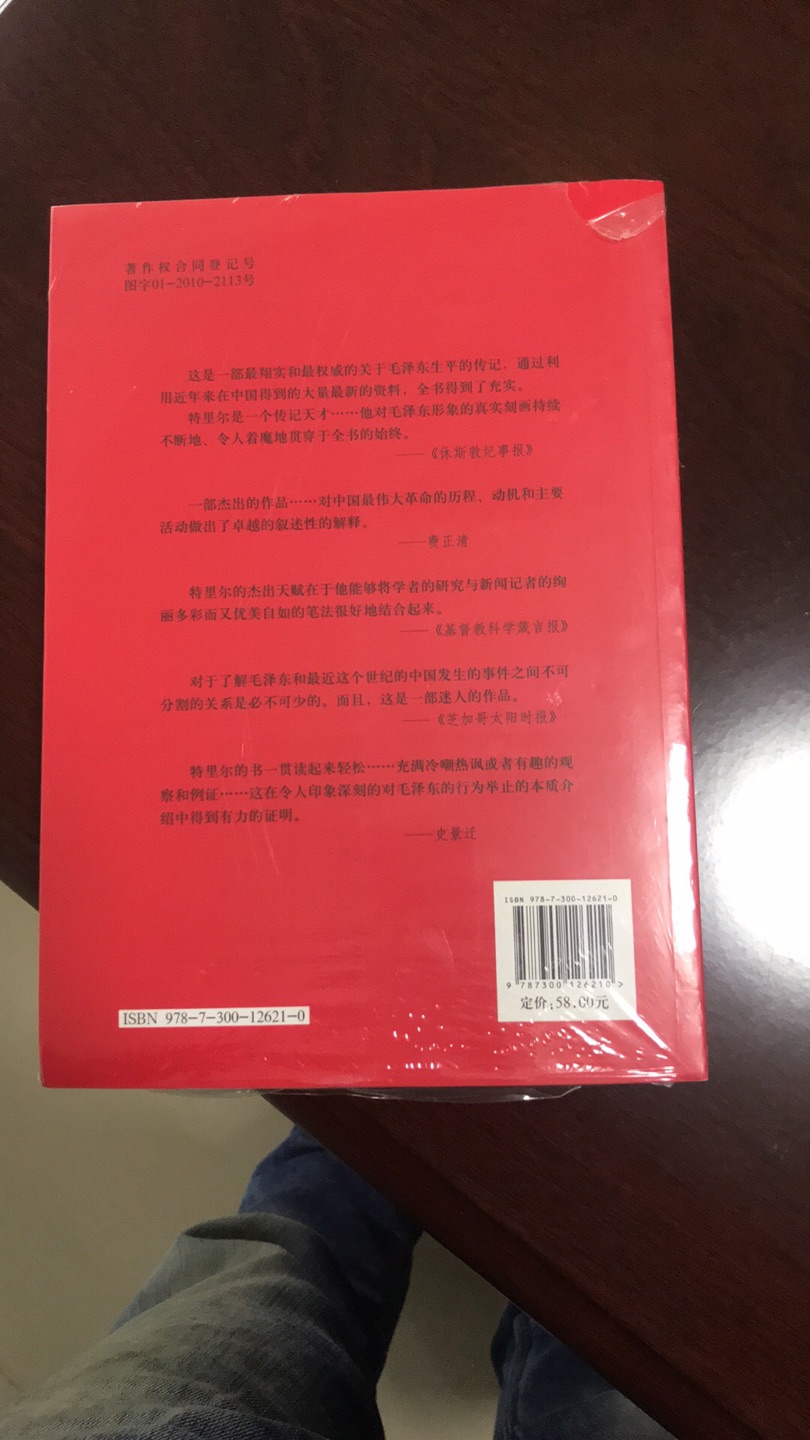 著作权合同登记号
图字01-2010-2113号
这是一部最翔实和最权威的关于毛泽东生平的传记，通过利
用近年来在中国得到的大量最新的资料，全书得到了充实。
特里尔是一个传记天才……他对毛泽东形象的真实刻画持续
不断地、令人着魔地贯穿于全书的始终。
——《休斯敦纪事报》
一部杰出的作品……对中国最伟大革命的历程、动机和主要
活动做出了卓越的叙述性的解释。
——费正清
特里尔的杰出天赋在于他能够将学者的研究与新闻记者的绚
丽多彩而又优美自如的笔法很好地结合起来。
——《基督教科学箴言报》
对于了解毛泽东和最近这个世纪的中国发生的事件之间不可
分割的关系是必不可少的。而且，这是一部迷人的作品。
——《芝加哥太阳时报》
特里尔的书一贯读起来轻松……充满冷嘲热讽或者有趣的观
察和例证……这在令人印象深刻的对毛泽东的行为举止的本质介
绍中得到有力的证明。
——史景迁
ISBN 978-7-300-12621-0
9 787300 126210 >
定价:58.00元
ISBN 978-7-300-12621-0